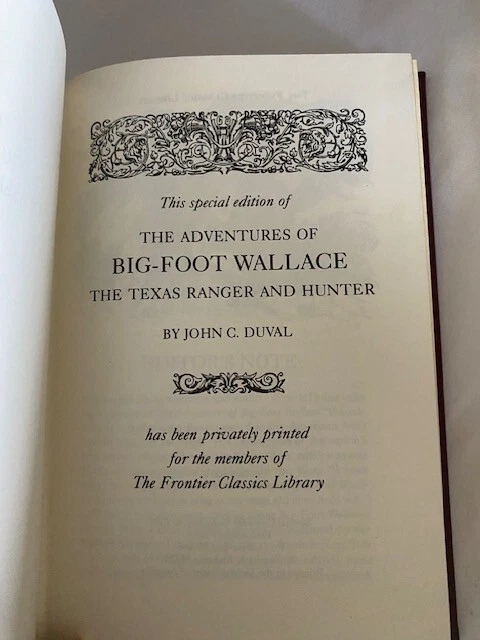 This special edition of
THE ADVENTURES OF
BIG-FOOT WALLACE
THE TEXAS RANGER AND HUNTER
BY JOHN C. DUVAL
has been privately printed
for the members of
The Frontier Classics Library